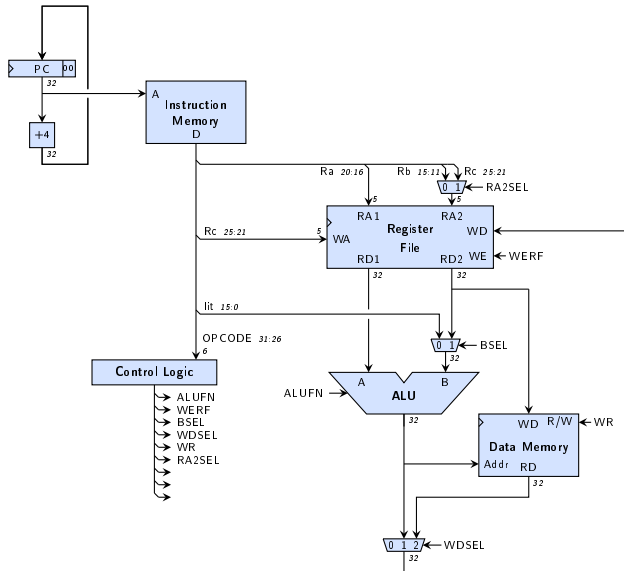 PC 00
32
A
Instruction
Memory
D
+4
32
Ra 20:16 Rb 15:11 Rc 25:21
0 1 RA2SEL
5 5
RA1 RA2
Rc 25:21 5 WA Register WD
File
RD1 RD2 WE WERF
32 32
lit 15:0
OPCODE 31:26
6
0 1 BSEL
32
Control Logic
A B
ALUFN ALU
32
ALUFN
WERF
BSEL
WDSEL
WR
RA2SEL
WD R/W WR
Data Memory
Addr RD
32
0 1 2 WDSEL
32